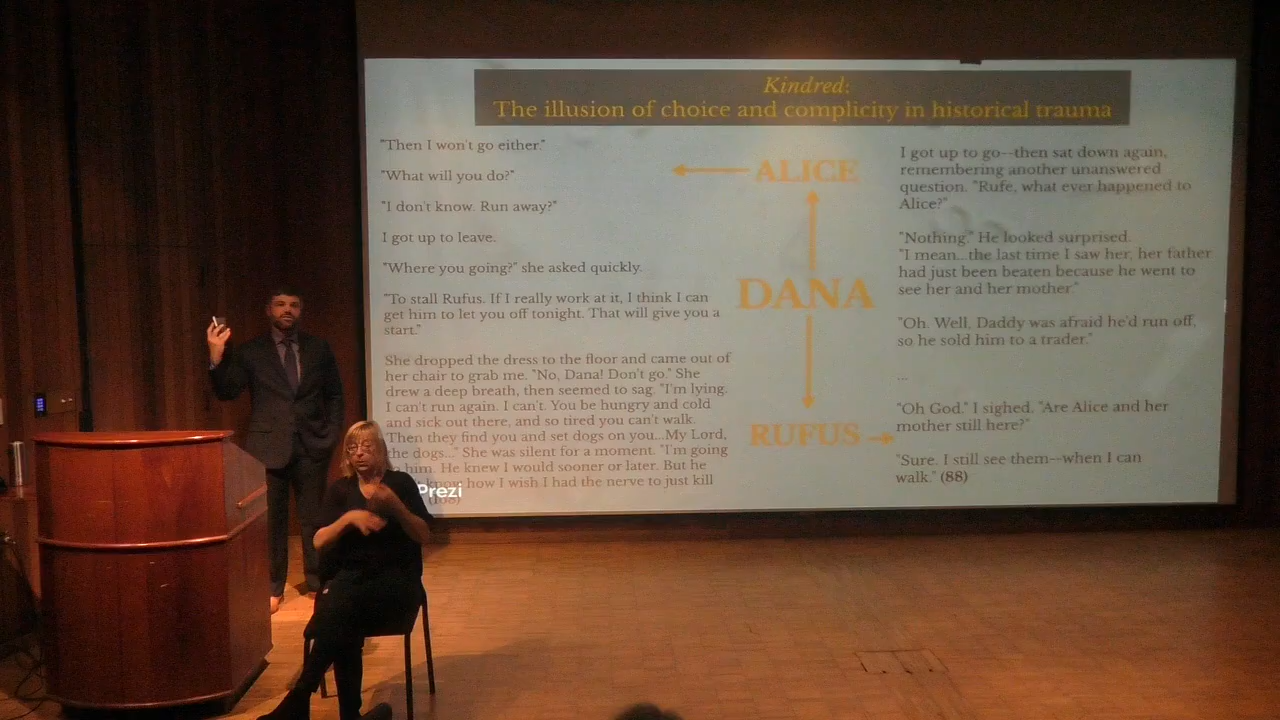 Kindred:
The illusion of choice and complicity in historical trauma
"Then I won't go either."
"What will you do?"
"I don't know. Run away?"
I got up to leave.
"Where you going?" she asked quickly.
"To stall Rufus. If I really work at it, I think I can
get him to let you off tonight. That will give you a
start."
She dropped the dress to the floor and came out of
her chair to grab me. "No, Dana! Don't go." She
drew a deep breath, then seemed to sag. "I'm lying.
I can't run again. I can't. You be hungry and cold
and sick out there, and so tired you can't walk.
Then they find you and set dogs on you...My Lord,
the dogs..." She was silent for a moment. "I'm going
him. He knew I would sooner or later. But he
know how I wish I had the nerve to just kill
Prezi
ALICE
DANA
RUFUS
I got up to go--then sat down again,
remembering another unanswered
question. "Rufe, what ever happened to
Alice?"
"Nothing." He looked surprised.
"I mean...the last time I saw her, her father
had just been beaten because he went to
see her and her mother."
"Oh. Well, Daddy was afraid he'd run off,
so he sold him to a trader."
...
"Oh God." I sighed. "Are Alice and her
mother still here?"
"Sure. I still see them--when I can
walk." (88)